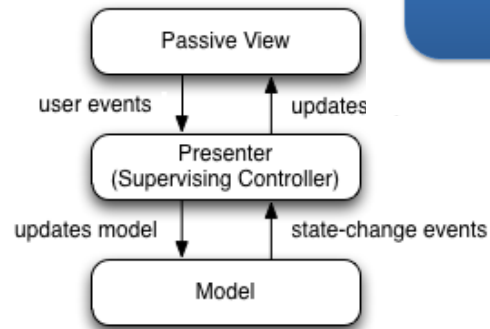 Passive View
user events
updates
Presenter
(Supervising Controller)
updates model
state-change events
Model